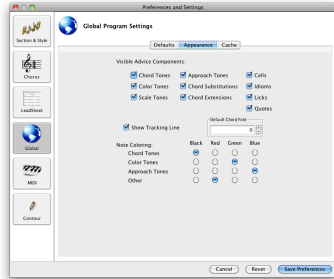 Preferences and Settings
Section & Style
Chorus
LeadSheet
Global
MIDI
Contour
Global Program Settings
Defaults Appearance Cache
Visible Advice Components:
Chord Tones Approach Tones Cells
Color Tones Chord Substitutions Idioms
Scale Tones Chord Extensions Licks
Quotes
Show Tracking Line
Default Chord Font
0
Note Coloring: Black Red Green Blue
Chord Tones
Color Tones
Approach Tones
Other
Cancel Reset Save Preferences